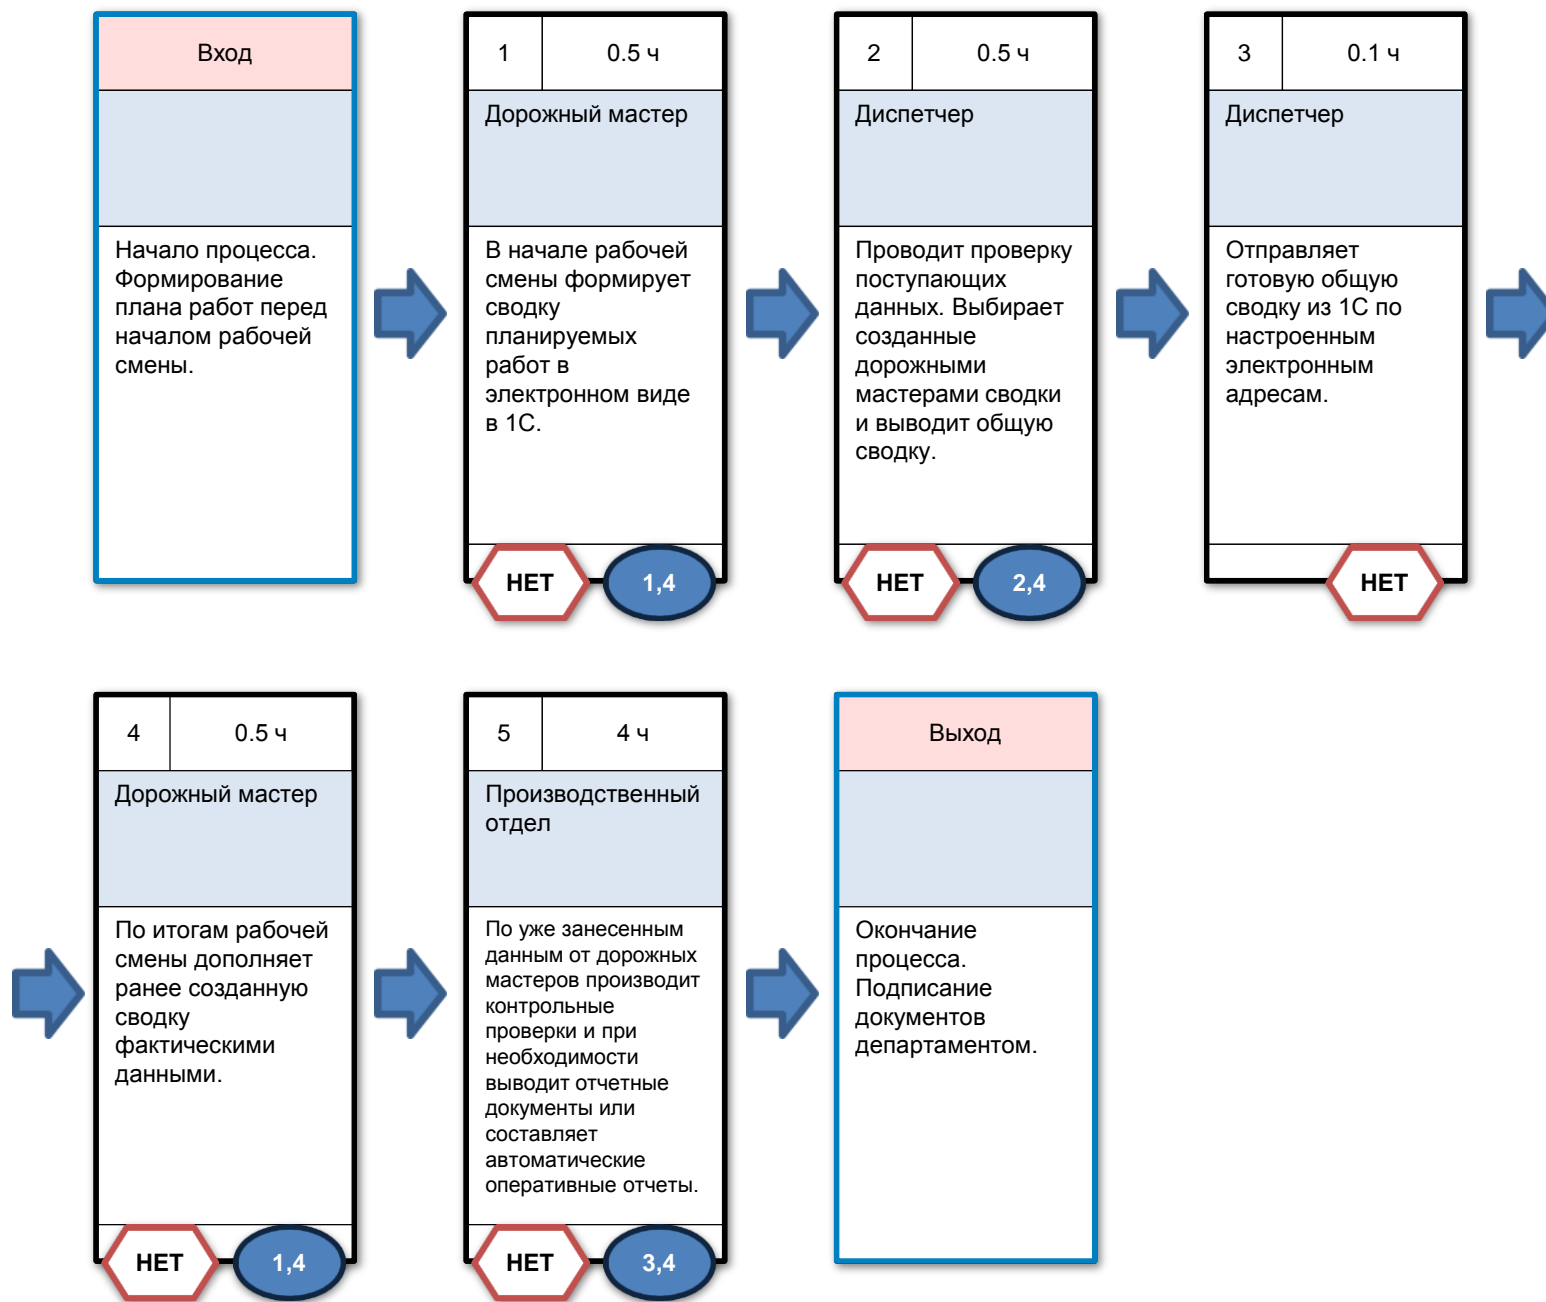 Вход
Начало процесса.
Формирование
плана работ перед
началом рабочей
смены.
1
0.5 ч
Дорожный мастер
В начале рабочей
смены формирует
сводку
планируемых
работ в
электронном виде
в 1С.
НЕТ
1,4
2
0.5 ч
Диспетчер
Проводит проверку
поступающих
данных. Выбирает
созданные
дорожными
мастерами сводки
и выводит общую
сводку.
НЕТ
2,4
3
0.1 ч
Диспетчер
Отправляет
готовую общую
сводку из 1С по
настроенным
электронным
адресам.
НЕТ
4
0.5 ч
Дорожный мастер
По итогам рабочей
смены дополняет
ранее созданную
сводку
фактическими
данными.
НЕТ
1,4
5
4 ч
Производственный
отдел
По уже занесенным
данным от дорожных
мастеров производит
контрольные
проверки и при
необходимости
выводит отчетные
документы или
составляет
автоматические
оперативные отчеты.
НЕТ
3,4
Выход
Окончание
процесса.
Подписание
документов
департаментом.